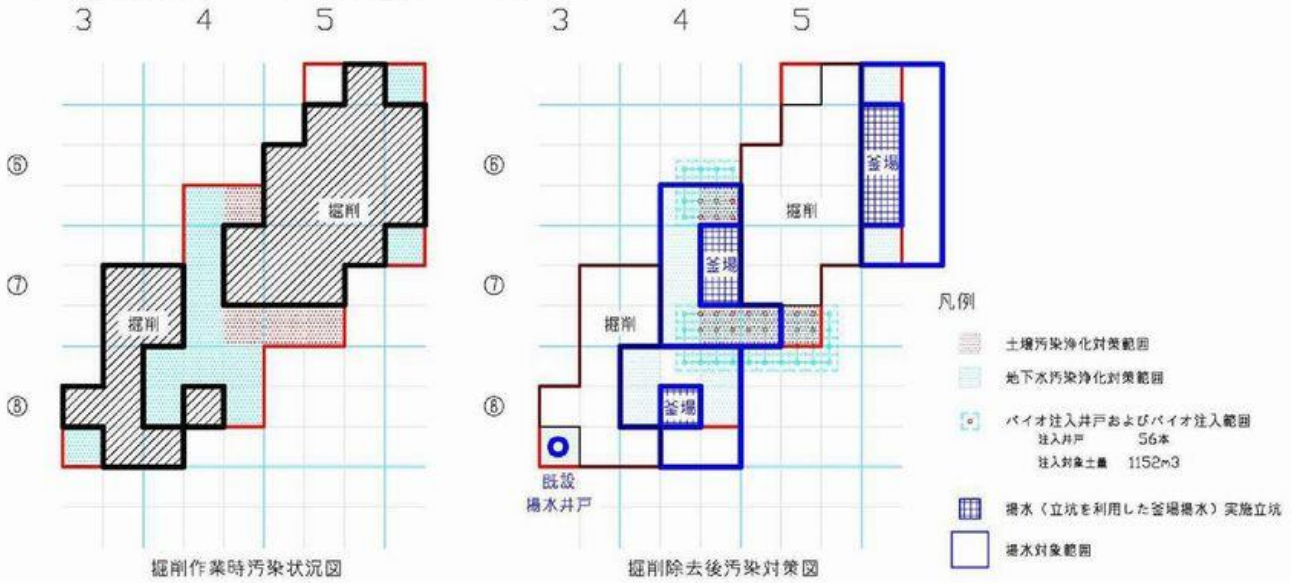 3 4 5
3 4 5
⑥
⑦
⑧
掘削
掘削
掘削作業時汚染状況図
⑥
⑦
⑧
釜場
掘削
釜場
掘削
釜場
既設
揚水井戸
掘削除去後汚染対策図
凡例
土壌汚染浄化対策範囲
地下水汚染浄化対策範囲
バイオ注入井戸およびバイオ注入範囲
注入井戸 56本
注入対象土量 1152m3
揚水（立坑を利用した釜場揚水）実施立坑
揚水対象範囲